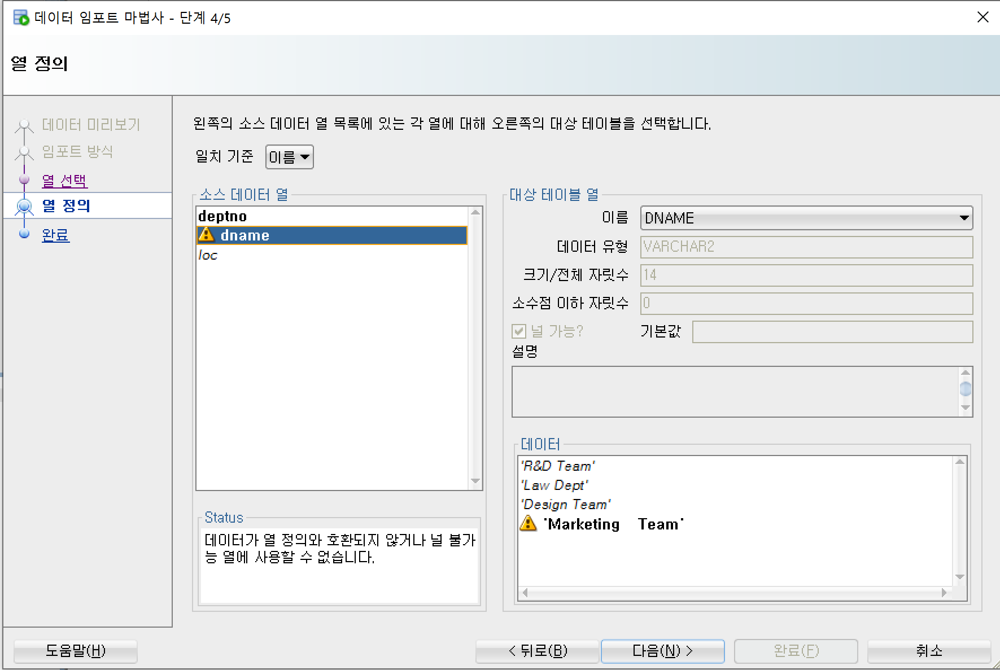 데이터 임포트 마법사 - 단계 4/5
열 정의
데이터 미리보기
임포트 방식
열 선택
열 정의
완료
왼쪽의 소스 데이터 열 목록에 있는 각 열에 대해 오른쪽의 대상 테이블을 선택합니다.
일치 기준 이름
소스 데이터 열
deptno
dname
loc
Status
데이터가 열 정의와 호환되지 않거나 널 불가
능 열에 사용할 수 없습니다.
대상 테이블 열
이름 DNAME
데이터 유형 VARCHAR2
크기/전체 자릿수 14
소수점 이하 자릿수 0
널 가능? 기본값
설명
데이터
'R&D Team'
'Law Dept'
'Design Team'
'Marketing Team'
도움말(H)
< 뒤로(B)
다음(N) >
완료(F)
취소